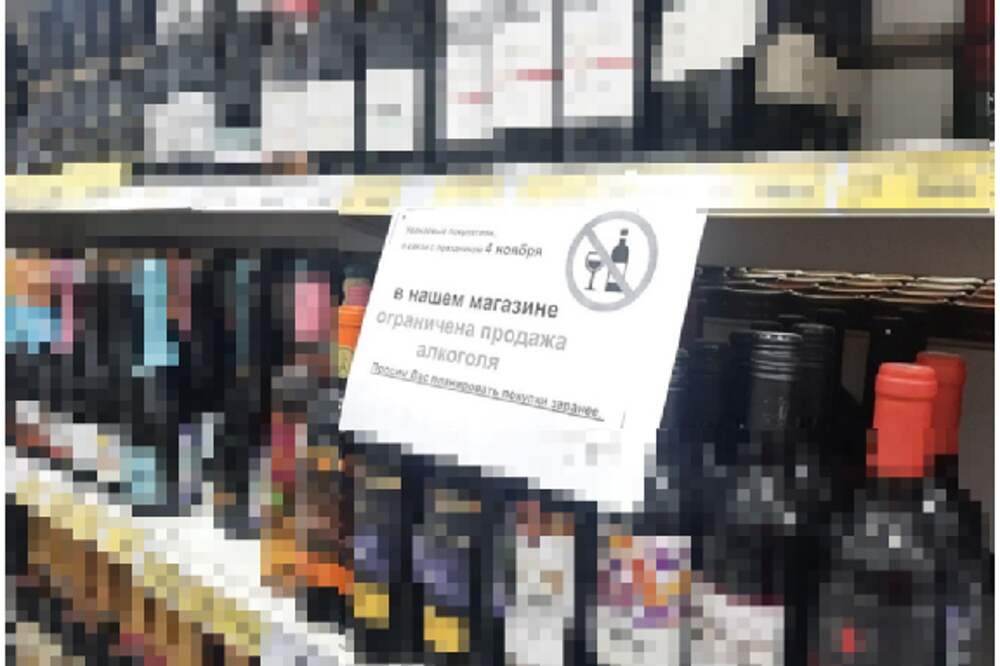 Уважаемые покупатели,
в связи с праздником 4 ноября
в нашем магазине
ограничена продажа
алкоголя
Просим Вас планировать покупки заранее.